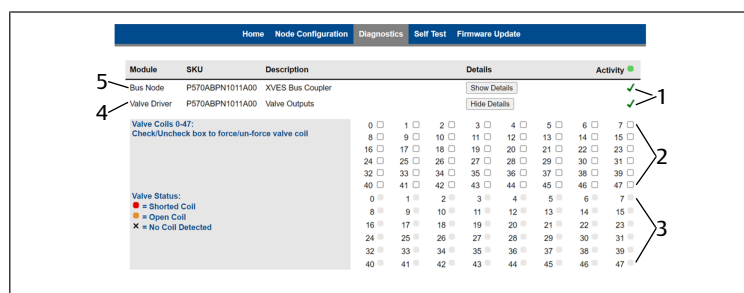 Home Node Configuration Diagnostics Self Test Firmware Update
Module SKU Description Details Activity
5 Bus Node P570ABPN1011A00 XVES Bus Coupler Show Details
1
4 Valve Driver P570ABPN1011A00 Valve Outputs Hide Details
Valve Coils 0-47: 0 1 2 3 4 5 6 7
Check/Uncheck box to force/un-force valve coil
8 9 10 11 12 13 14 15
16 17 18 19 20 21 22 23
2
24 25 26 27 28 29 30 31
32 33 34 35 36 37 38 39
40 41 42 43 44 45 46 47
Valve Status: 0 1 2 3 4 5 6 7
= Shorted Coil
= Open Coil 8 9 10 11 12 13 14 15
X = No Coil Detected 16 17 18 19 20 21 22 23
3
24 25 26 27 28 29 30 31
32 33 34 35 36 37 38 39
40 41 42 43 44 45 46 47